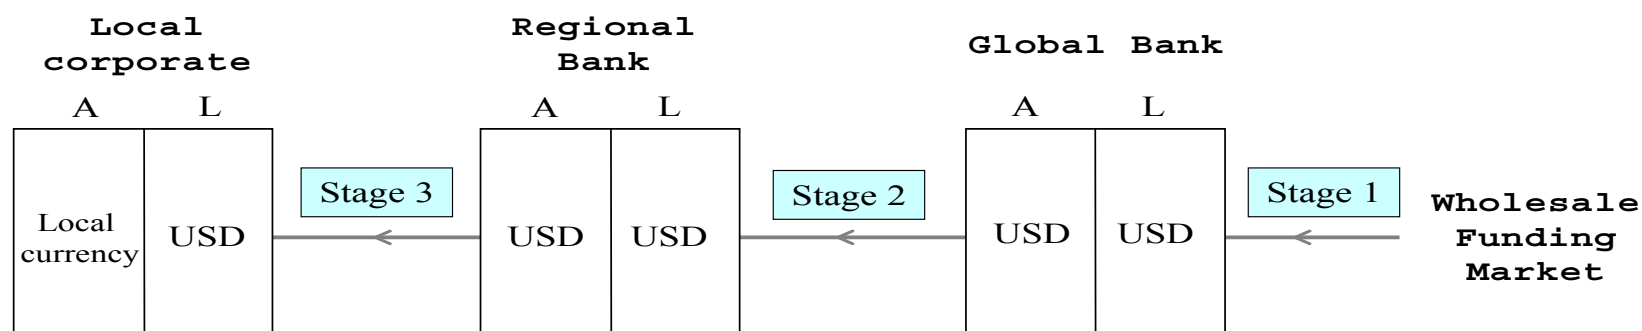 Local
corporate
Regional
Bank
Global Bank
A L
A L
A L
Stage 3
Stage 2
Stage 1
Local
currency
USD
USD
USD
USD
USD
Wholesale
Funding
Market